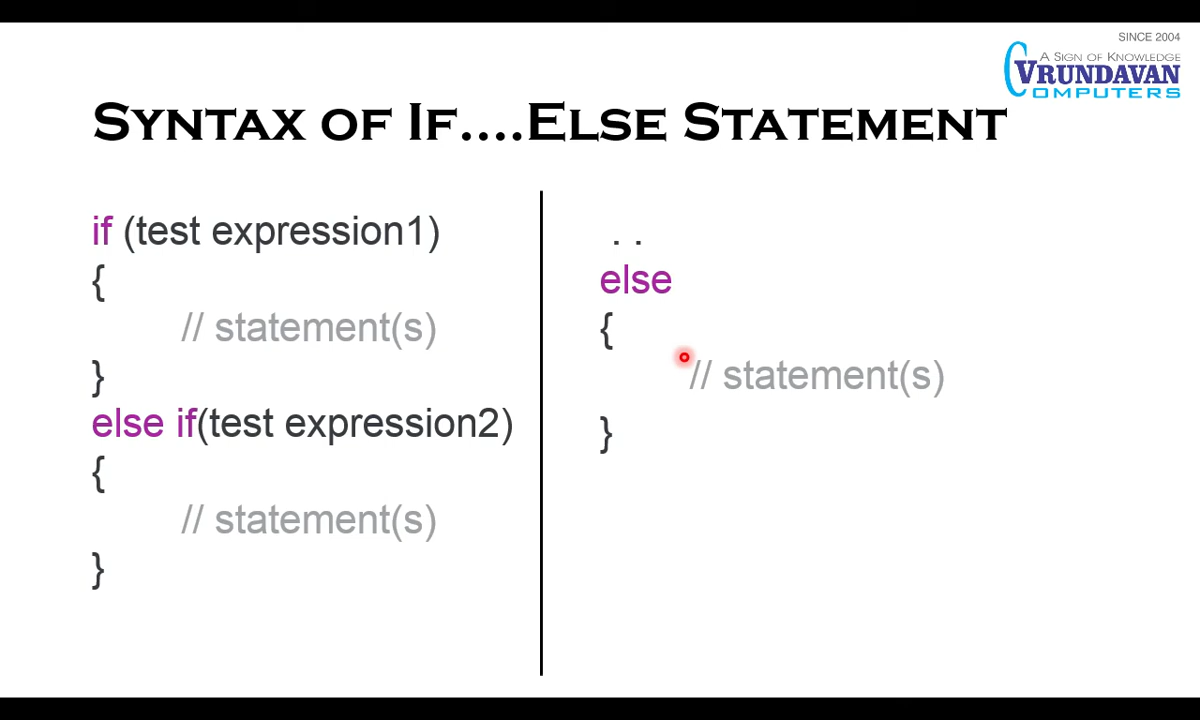 SINCE 2004
A SIGN OF KNOWLEDGE
VRUNDAVAN
COMPUTERS
SYNTAX OF IF....ELSE STATEMENT
if (test expression1)
{
// statement(s)
}
else if(test expression2)
{
// statement(s)
}
. .
else
{
// statement(s)
}